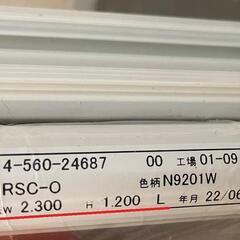 4-560-24687 00 工場 01-09
RSC-O 色柄 N9201W
W 2.300 H 1.200 L 年月 22/06